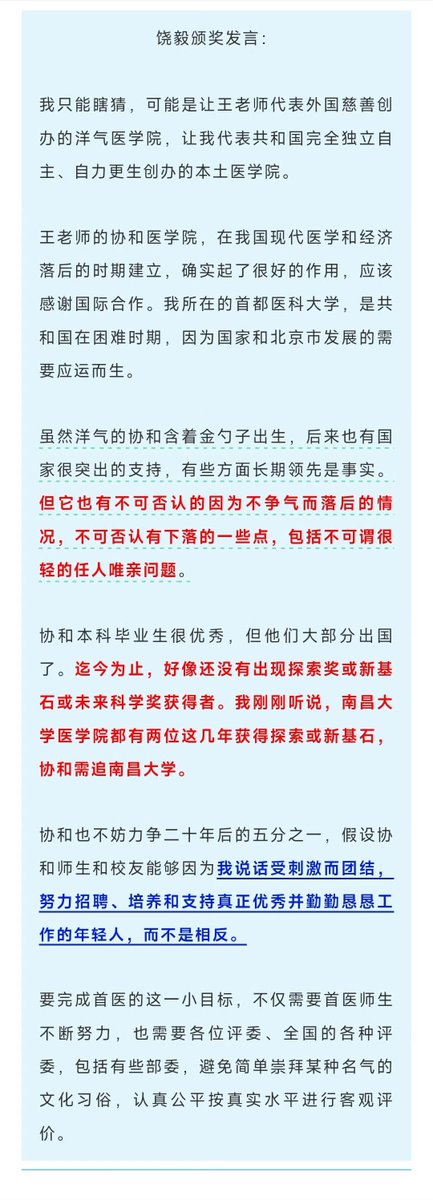 饶毅颁奖发言：
我只能瞎猜，可能是让王老师代表外国慈善创
办的洋气医学院，让我代表共和国完全独立自
主、自力更生创办的本土医学院。
王老师的协和医学院，在我国现代医学和经济
落后的时期建立，确实起了很好的作用，应该
感谢国际合作。我所在的首都医科大学，是共
和国在困难时期，因为国家和北京市发展的需
要应运而生。
虽然洋气的协和含着金勺子出生，后来也有国
家很突出的支持，有些方面长期领先是事实。
但它也有不可否认的因为不争气而落后的情
况，不可否认有下落的一些点，包括不可谓很
轻的任人唯亲问题。
协和本科毕业生很优秀，但他们大部分出国
了。迄今为止，好像还没有出现探索奖或新基
石或未来科学奖获得者。我刚刚听说，南昌大
学医学院都有两位这几年获得探索或新基石，
协和需追南昌大学。
协和也不妨力争二十年后的五分之一，假设协
和师生和校友能够因为我说话受刺激而团结，
努力招聘、培养和支持真正优秀并勤勤恳恳工
作的年轻人，而不是相反。
要完成首医的这一小目标，不仅需要首医师生
不断努力，也需要各位评委、全国的各种评
委，包括有些部委，避免简单崇拜某种名气的
文化习俗，认真公平按真实水平进行客观评
价。